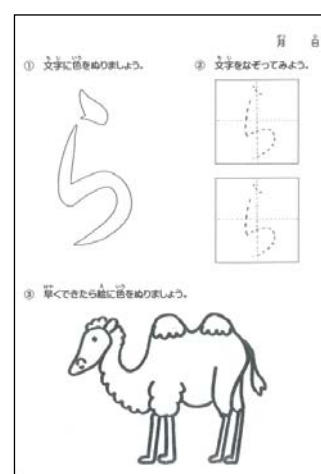 月 日
① 文字に色をぬりましょう。
② 文字をなぞってみよう。
ら
ら
ら
③ 早くできたら絵に色をぬりましょう。